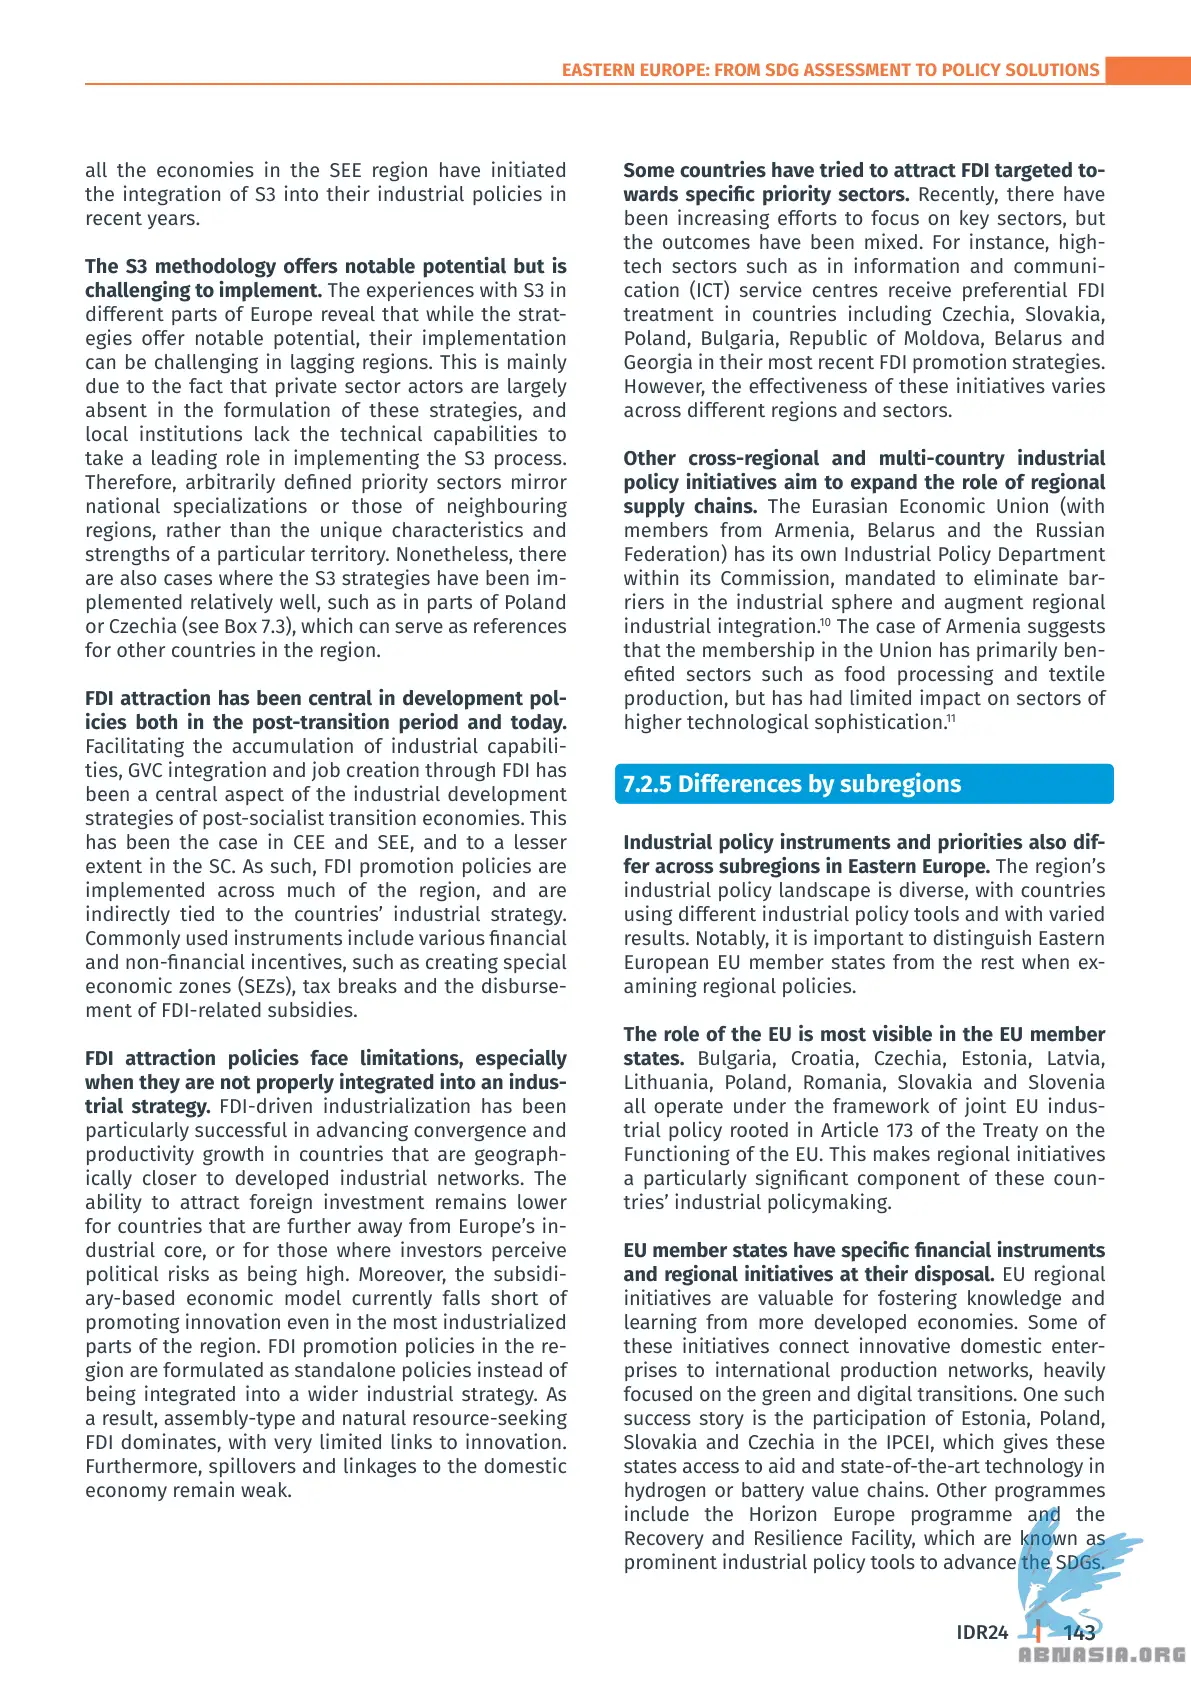 EASTERN EUROPE: FROM SDG ASSESSMENT TO POLICY SOLUTIONS
all the economies in the SEE region have initiated
the integration of S3 into their industrial policies in
recent years.
The S3 methodology offers notable potential but is
challenging to implement. The experiences with S3 in
different parts of Europe reveal that while the strat-
egies offer notable potential, their implementation
can be challenging in lagging regions. This is mainly
due to the fact that private sector actors are largely
absent in the formulation of these strategies, and
local institutions lack the technical capabilities to
take a leading role in implementing the S3 process.
Therefore, arbitrarily defined priority sectors mirror
national specializations or those of neighbouring
regions, rather than the unique characteristics and
strengths of a particular territory. Nonetheless, there
are also cases where the S3 strategies have been im-
plemented relatively well, such as in parts of Poland
or Czechia (see Box 7.3), which can serve as references
for other countries in the region.
FDI attraction has been central in development pol-
icies both in the post-transition period and today.
Facilitating the accumulation of industrial capabili-
ties, GVC integration and job creation through FDI has
been a central aspect of the industrial development
strategies of post-socialist transition economies. This
has been the case in CEE and SEE, and to a lesser
extent in the SC. As such, FDI promotion policies are
implemented across much of the region, and are
indirectly tied to the countries' industrial strategy.
Commonly used instruments include various financial
and non-financial incentives, such as creating special
economic zones (SEZs), tax breaks and the disburse-
ment of FDI-related subsidies.
FDI attraction policies face limitations, especially
when they are not properly integrated into an indus-
trial strategy. FDI-driven industrialization has been
particularly successful in advancing convergence and
productivity growth in countries that are geograph-
ically closer to developed industrial networks. The
ability to attract foreign investment remains lower
for countries that are further away from Europe's in-
dustrial core, or for those where investors perceive
political risks as being high. Moreover, the subsidi-
ary-based economic model currently falls short of
promoting innovation even in the most industrialized
parts of the region. FDI promotion policies in the re-
gion are formulated as standalone policies instead of
being integrated into a wider industrial strategy. As
a result, assembly-type and natural resource-seeking
FDI dominates, with very limited links to innovation.
Furthermore, spillovers and linkages to the domestic
economy remain weak.
Some countries have tried to attract FDI targeted to-
wards specific priority sectors. Recently, there have
been increasing efforts to focus on key sectors, but
the outcomes have been mixed. For instance, high-
tech sectors such as in information and communi-
cation (ICT) service centres receive preferential FDI
treatment in countries including Czechia, Slovakia,
Poland, Bulgaria, Republic of Moldova, Belarus and
Georgia in their most recent FDI promotion strategies.
However, the effectiveness of these initiatives varies
across different regions and sectors.
Other cross-regional and multi-country industrial
policy initiatives aim to expand the role of regional
supply chains. The Eurasian Economic Union (with
members from Armenia, Belarus and the Russian
Federation) has its own Industrial Policy Department
within its Commission, mandated to eliminate bar-
riers in the industrial sphere and augment regional
industrial integration.10 The case of Armenia suggests
that the membership in the Union has primarily ben-
efited sectors such as food processing and textile
production, but has had limited impact on sectors of
higher technological sophistication.11
7.2.5 Differences by subregions
Industrial policy instruments and priorities also dif-
fer across subregions in Eastern Europe. The region's
industrial policy landscape is diverse, with countries
using different industrial policy tools and with varied
results. Notably, it is important to distinguish Eastern
European EU member states from the rest when ex-
amining regional policies.
The role of the EU is most visible in the EU member
states. Bulgaria, Croatia, Czechia, Estonia, Latvia,
Lithuania, Poland, Romania, Slovakia and Slovenia
all operate under the framework of joint EU indus-
trial policy rooted in Article 173 of the Treaty on the
Functioning of the EU. This makes regional initiatives
a particularly significant component of these coun-
tries' industrial policymaking.
EU member states have specific financial instruments
and regional initiatives at their disposal. EU regional
initiatives are valuable for fostering knowledge and
learning from more developed economies. Some of
these initiatives connect innovative domestic enter-
prises to international production networks, heavily
focused on the green and digital transitions. One such
success story is the participation of Estonia, Poland,
Slovakia and Czechia in the IPCEI, which gives these
states access to aid and state-of-the-art technology in
hydrogen or battery value chains. Other programmes
include the Horizon Europe programme and the
Recovery and Resilience Facility, which are known as
prominent industrial policy tools to advance the SDGs.
IDR24 | 143
ABNASIA.ORG